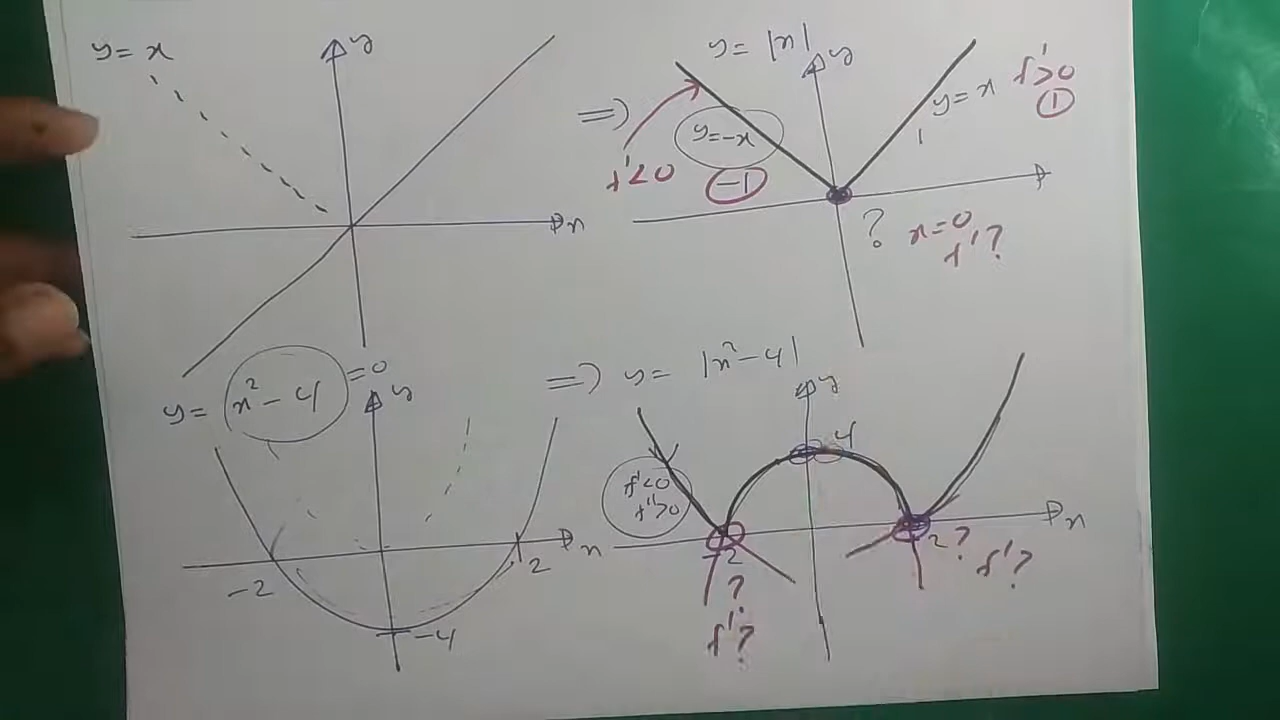 y = x
y
x
⇒
y = |x|
y
y = -x
-1
f'<0
y = x
1
f'>0
1
? x=0
f'?
y = x² - 4 = 0
y
x
-2
2
-4
⇒ y = |x² - 4|
y
4
f'<0
f''>0
x
-2
?
f'?
2?
f'?